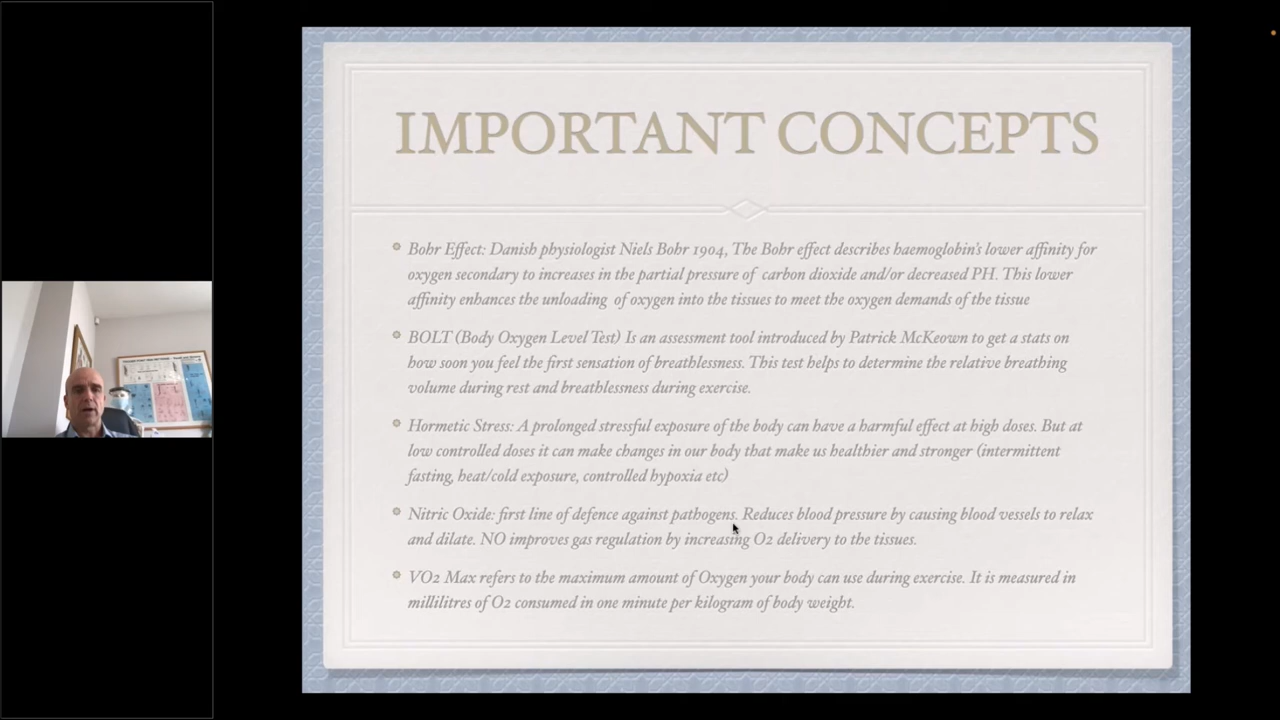 IMPORTANT CONCEPTS
Bohr Effect: Danish physiologist Niels Bohr 1904, The Bohr effect describes haemoglobin's lower affinity for
oxygen secondary to increases in the partial pressure of carbon dioxide and/or decreased PH. This lower
affinity enhances the unloading of oxygen into the tissues to meet the oxygen demands of the tissue
BOLT (Body Oxygen Level Test) Is an assessment tool introduced by Patrick McKeown to get a stats on
how soon you feel the first sensation of breathlessness. This test helps to determine the relative breathing
volume during rest and breathlessness during exercise.
Hormetic Stress: A prolonged stressful exposure of the body can have a harmful effect at high doses. But at
low controlled doses it can make changes in our body that make us healthier and stronger (intermittent
fasting, heat/cold exposure, controlled hypoxia etc)
Nitric Oxide: first line of defence against pathogens. Reduces blood pressure by causing blood vessels to relax
and dilate. NO improves gas regulation by increasing O2 delivery to the tissues.
VO2 Max refers to the maximum amount of Oxygen your body can use during exercise. It is measured in
millilitres of O2 consumed in one minute per kilogram of body weight.